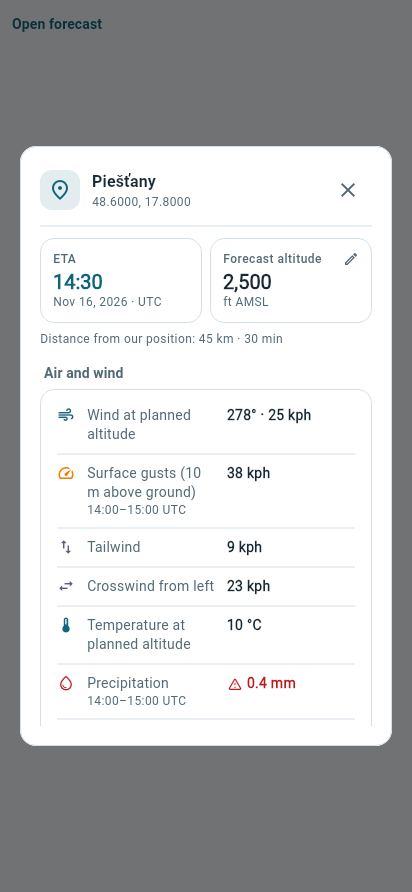 Open forecast
Piešťany
48.6000, 17.8000
ETA
14:30
Nov 16, 2026 · UTC
Forecast altitude
2,500
ft AMSL
Distance from our position: 45 km · 30 min
Air and wind
Wind at planned
altitude
278° · 25 kph
Surface gusts (10
m above ground)
14:00–15:00 UTC
38 kph
Tailwind
9 kph
Crosswind from left
23 kph
Temperature at
planned altitude
10 °C
Precipitation
14:00–15:00 UTC
0.4 mm